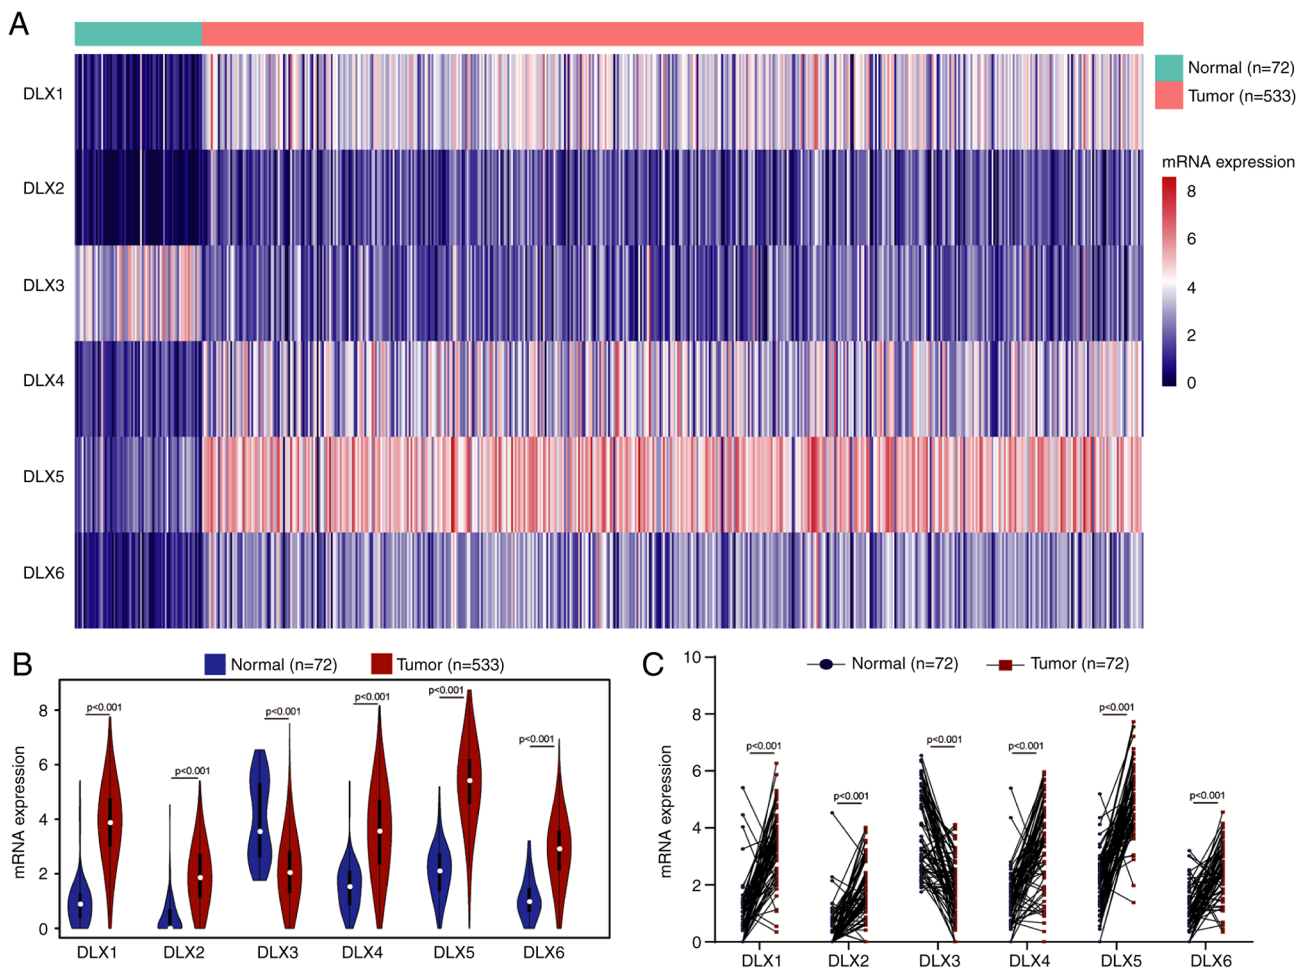 A
DLX1
DLX2
DLX3
DLX4
DLX5
DLX6
Normal (n=72)
Tumor (n=533)
mRNA expression
8
6
4
2
0
B
Normal (n=72)
Tumor (n=533)
mRNA expression
8
6
4
2
0
p<0.001
p<0.001
p<0.001
p<0.001
p<0.001
p<0.001
DLX1
DLX2
DLX3
DLX4
DLX5
DLX6
C
Normal (n=72)
Tumor (n=72)
mRNA expression
10
8
6
4
2
0
p<0.001
p<0.001
p<0.001
p<0.001
p<0.001
p<0.001
DLX1
DLX2
DLX3
DLX4
DLX5
DLX6